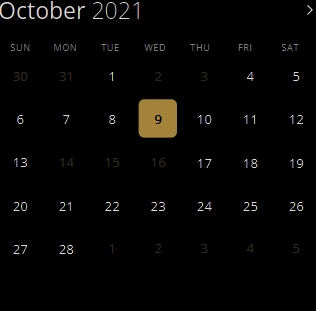 October 2021
SUN MON TUE WED THU FRI SAT
30 31 1 2 3 4 5
6 7 8 9 10 11 12
13 14 15 16 17 18 19
20 21 22 23 24 25 26
27 28 1 2 3 4 5